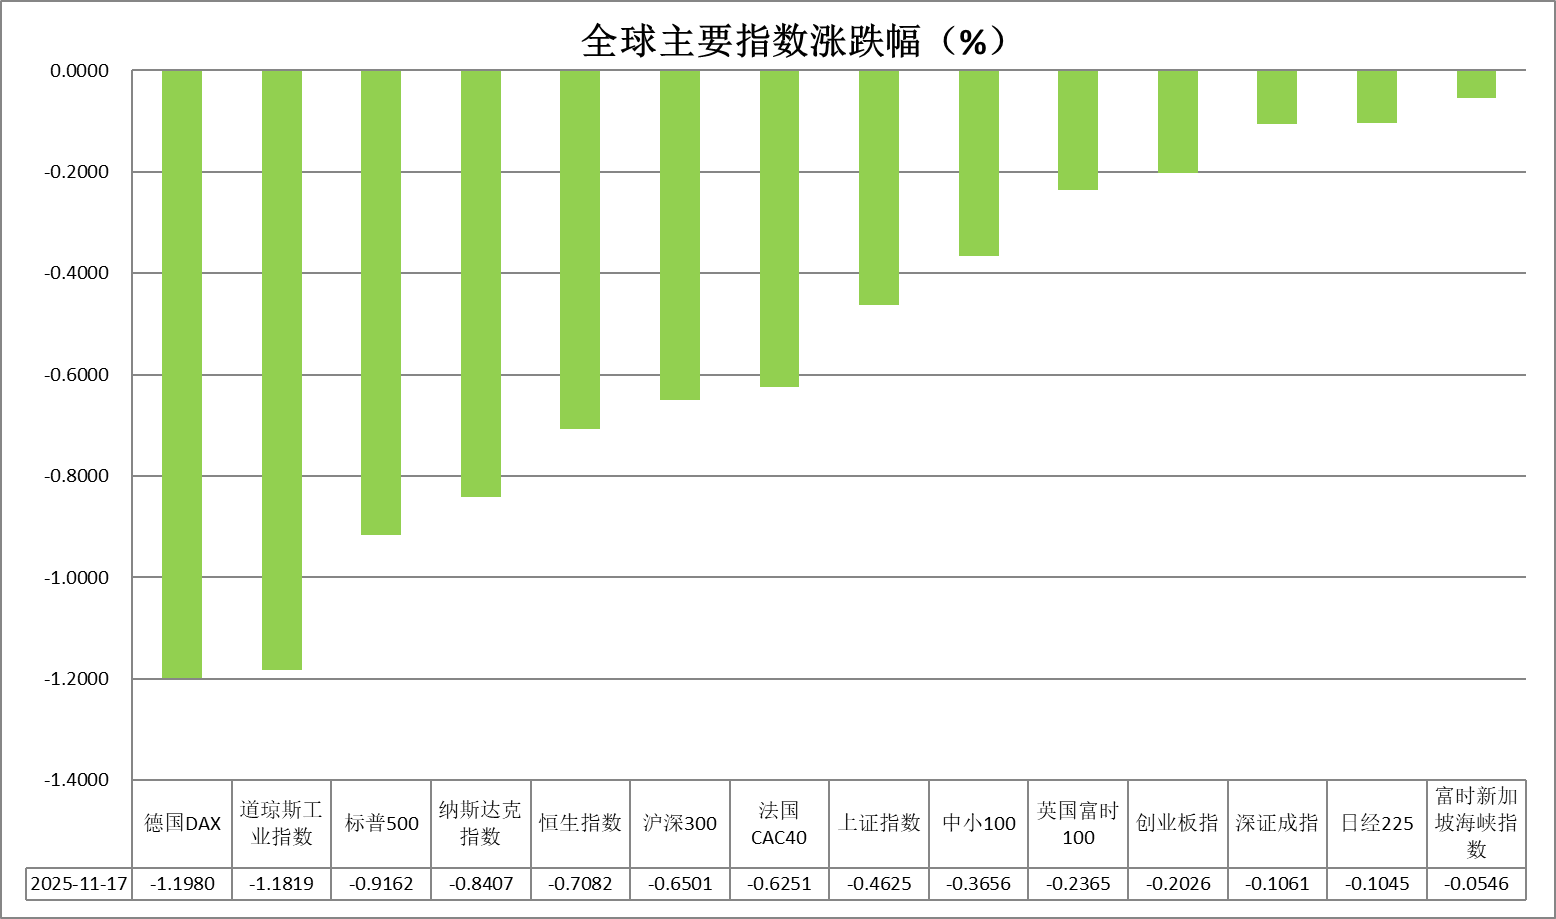 全球主要指数涨跌幅（%）
0.0000
-0.2000
-0.4000
-0.6000
-0.8000
-1.0000
-1.2000
-1.4000
德国DAX
道琼斯工
业指数
标普500
纳斯达克
指数
恒生指数
沪深300
法国
CAC40
上证指数
中小100
英国富时
100
创业板指
深证成指
日经225
富时新加
坡海峡指
数
2025-11-17 -1.1980 -1.1819 -0.9162 -0.8407 -0.7082 -0.6501 -0.6251 -0.4625 -0.3656 -0.2365 -0.2026 -0.1061 -0.1045 -0.0546